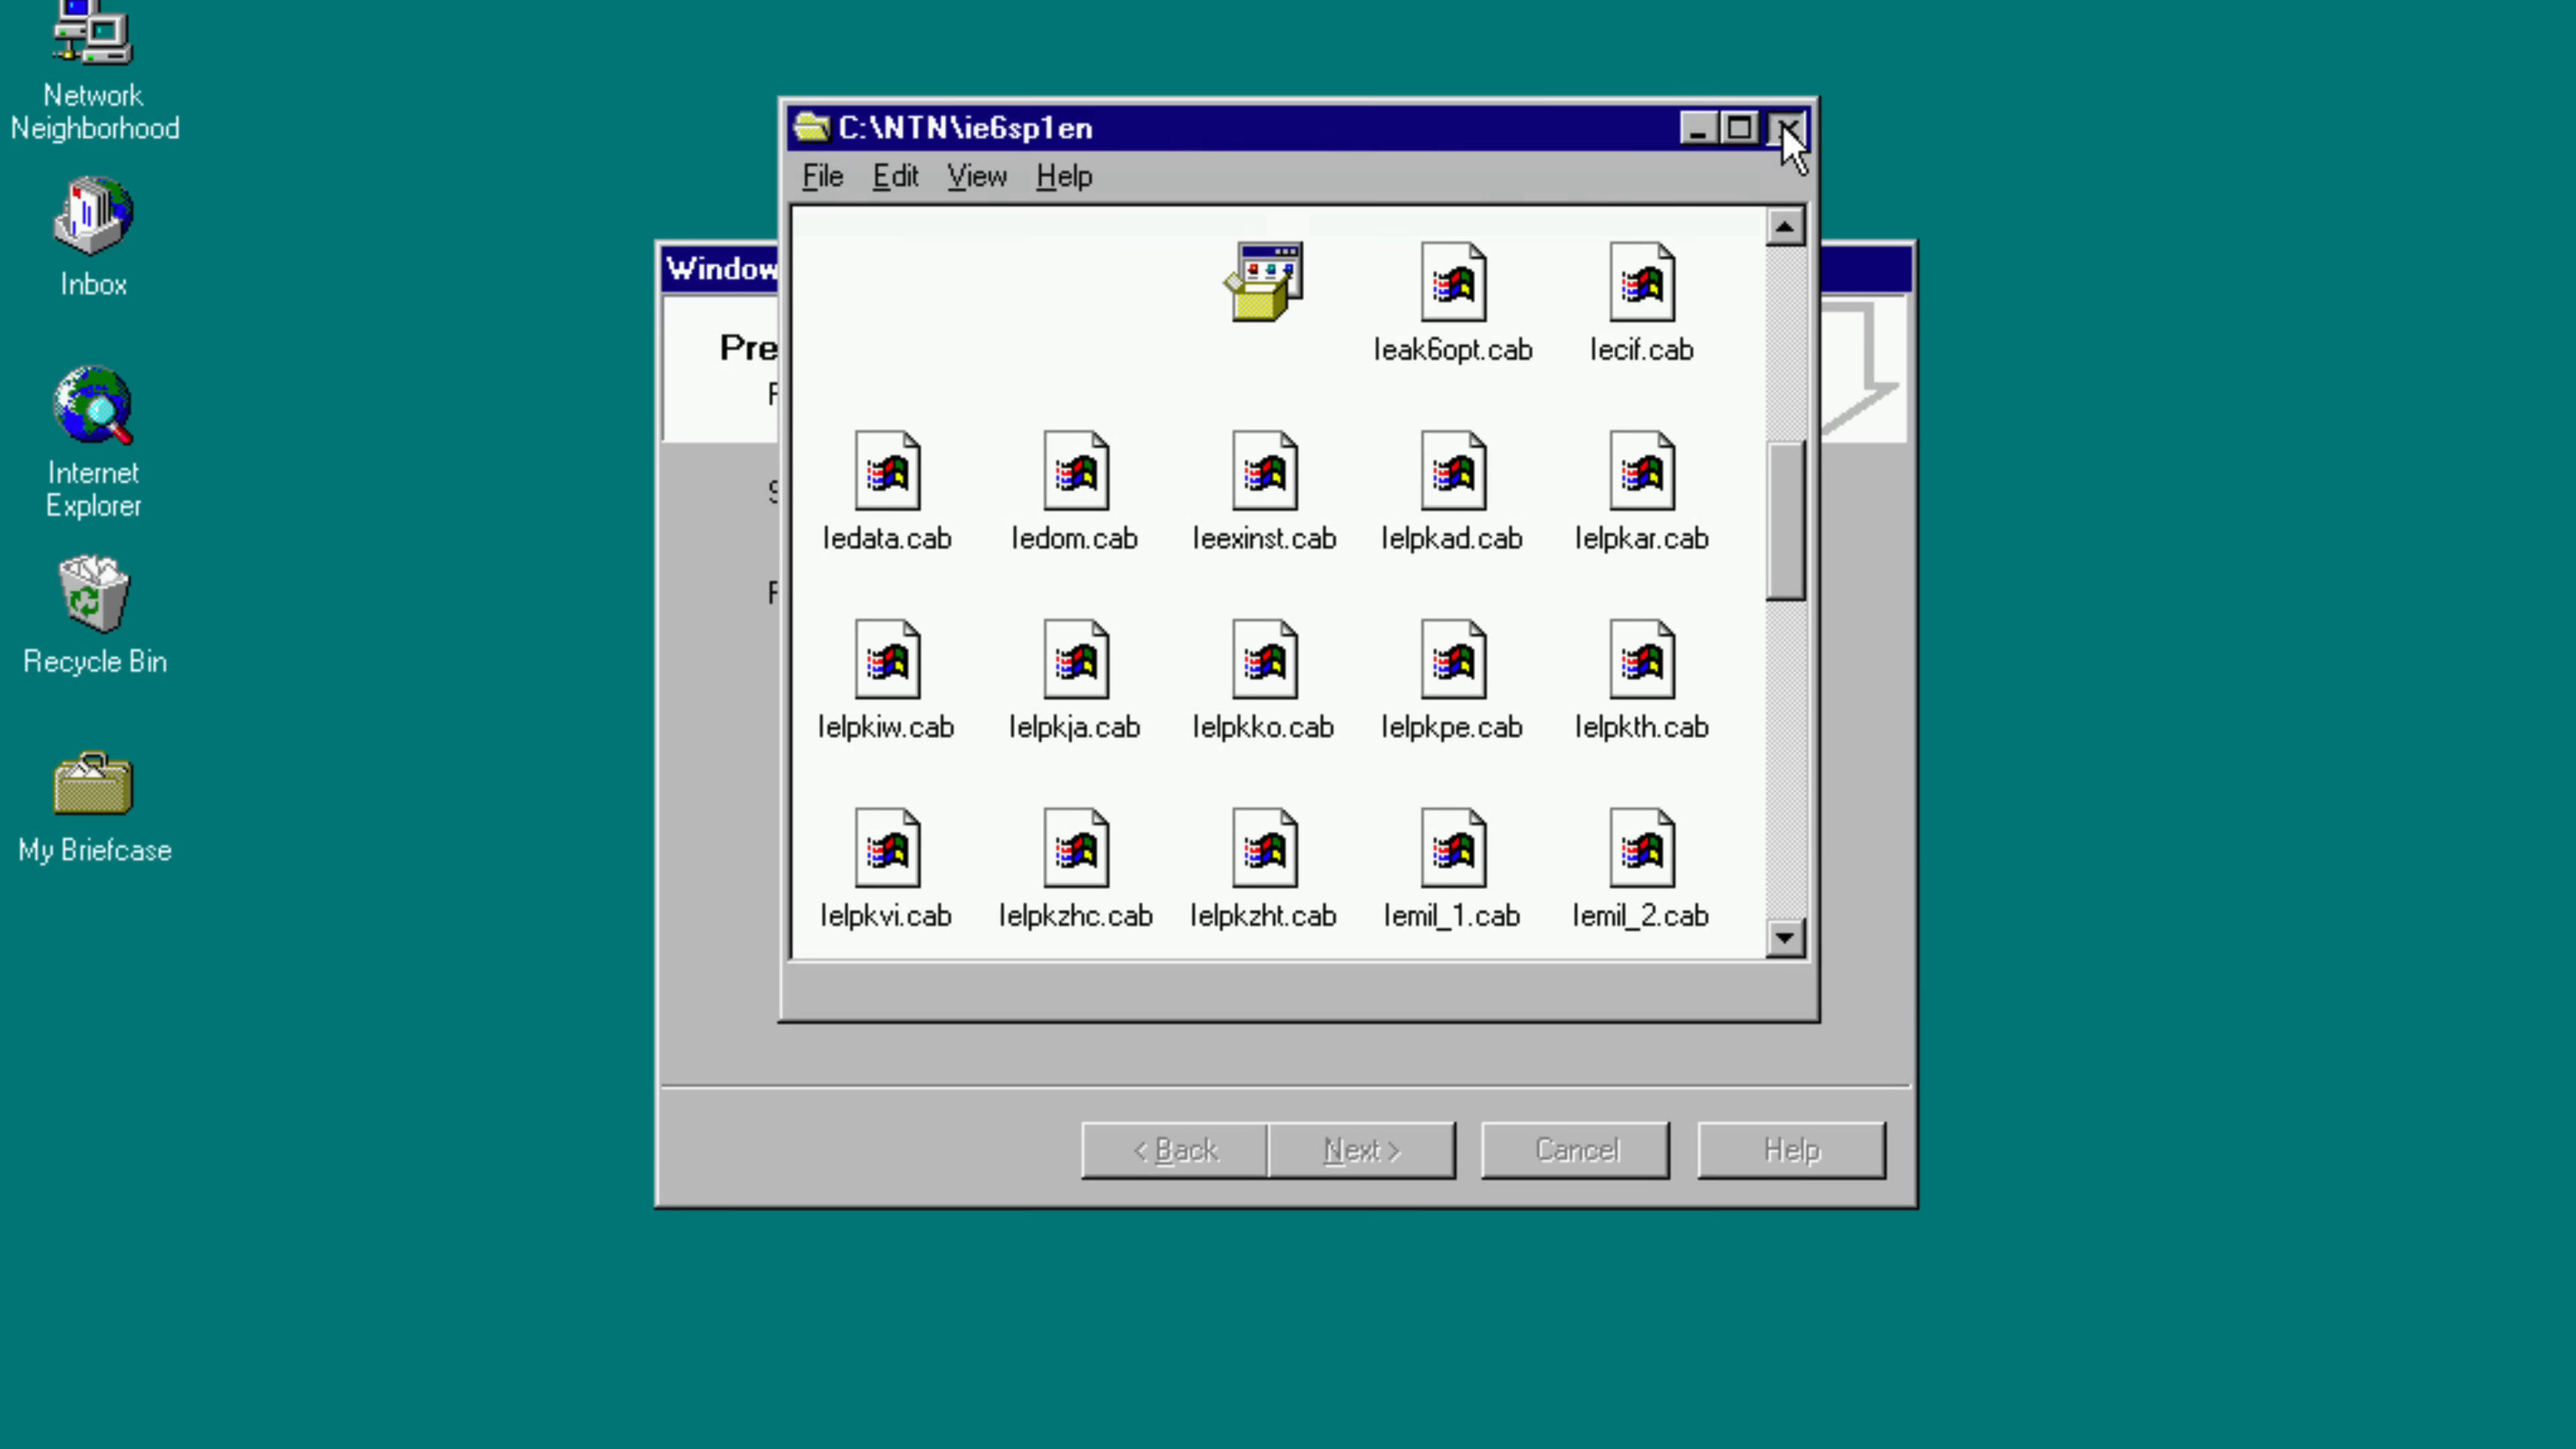 Network
Neighborhood
Inbox
Internet
Explorer
Recycle Bin
My Briefcase
C:\NTN\ie6sp1en
File Edit View Help
Ieak6opt.cab Iecif.cab
Iedata.cab Iedom.cab Ieexinst.cab Ielpkad.cab Ielpkar.cab
Ielpkiw.cab Ielpkja.cab Ielpkko.cab Ielpkpe.cab Ielpkth.cab
Ielpkvi.cab Ielpkzhc.cab Ielpkzht.cab Iemil_1.cab Iemil_2.cab
Window
Pre
< Back Next > Cancel Help